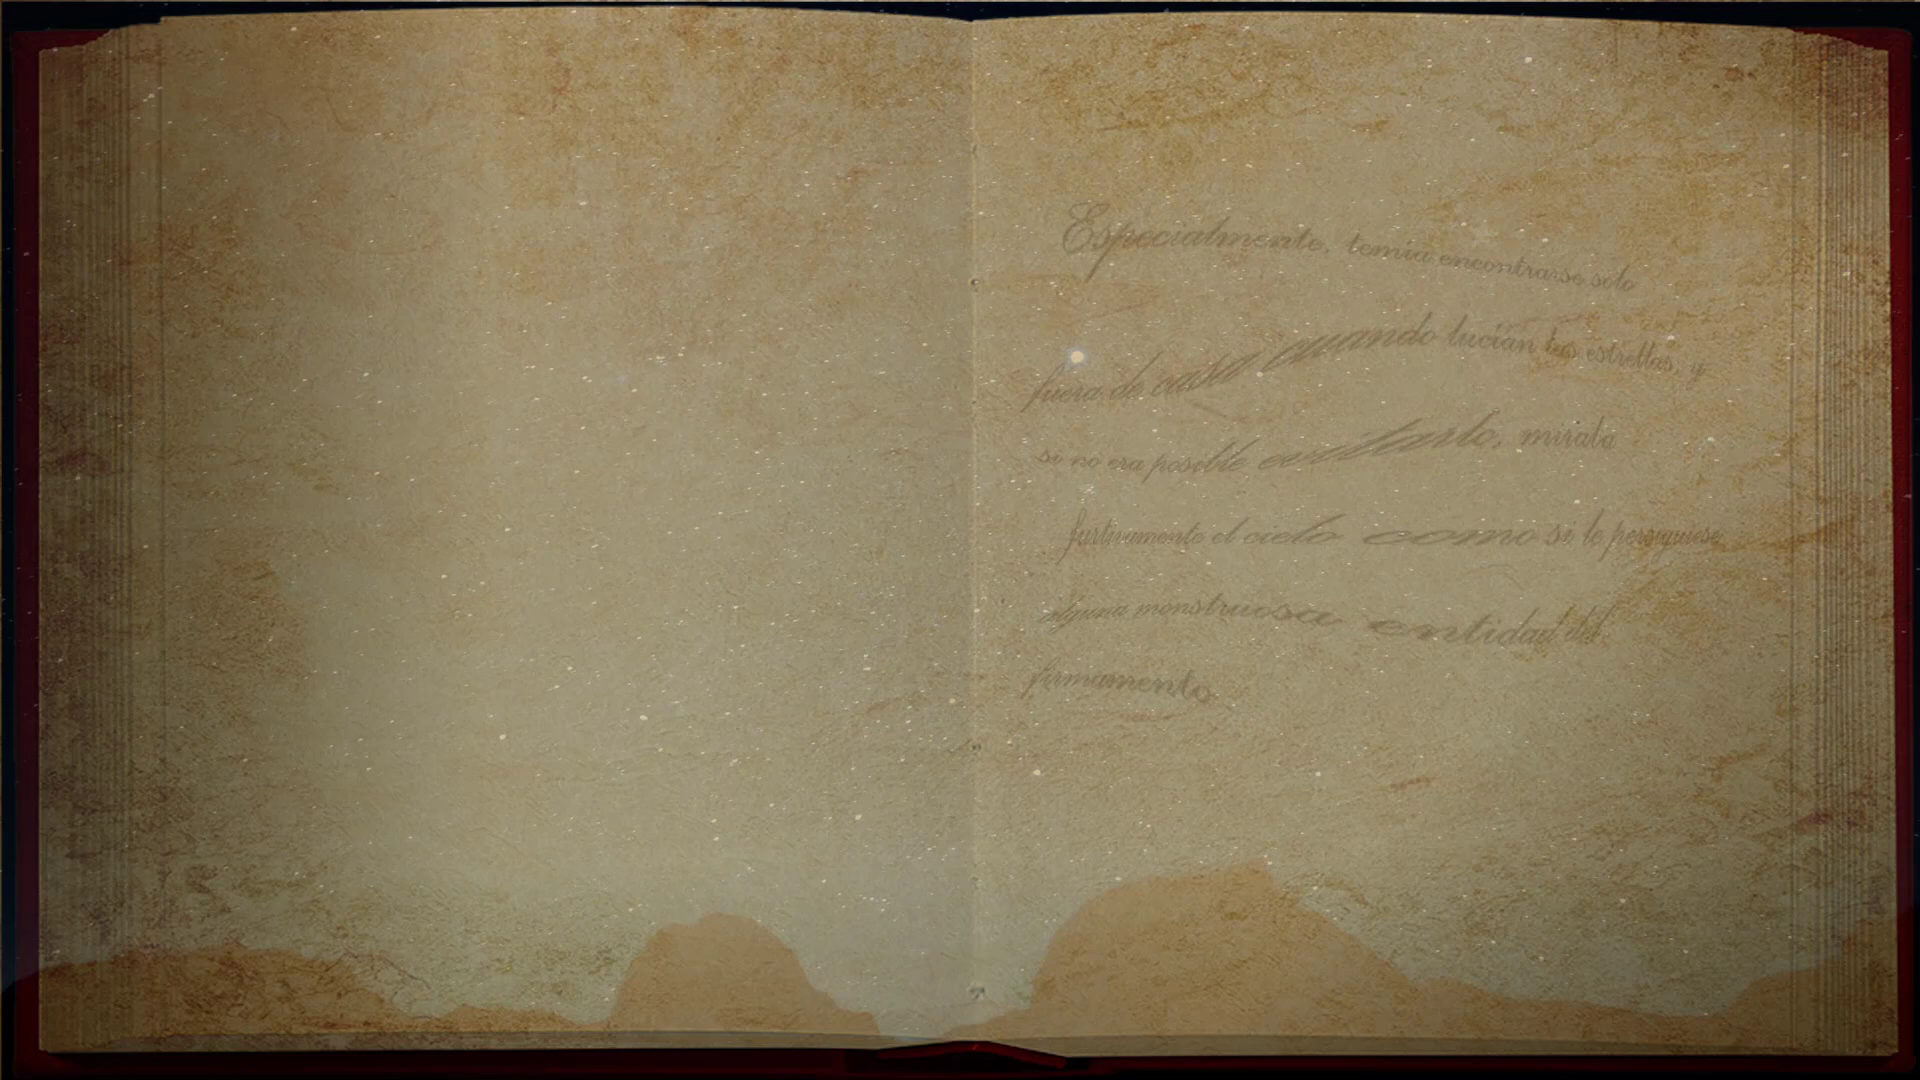 Especialmente, temía encontrarse sólo
fuera de casa cuando lucían las estrellas, y
si no era posible evitarlo, miraba
furtivamente el cielo como si le persiguiese
alguna monstruosa entidad del
firmamento